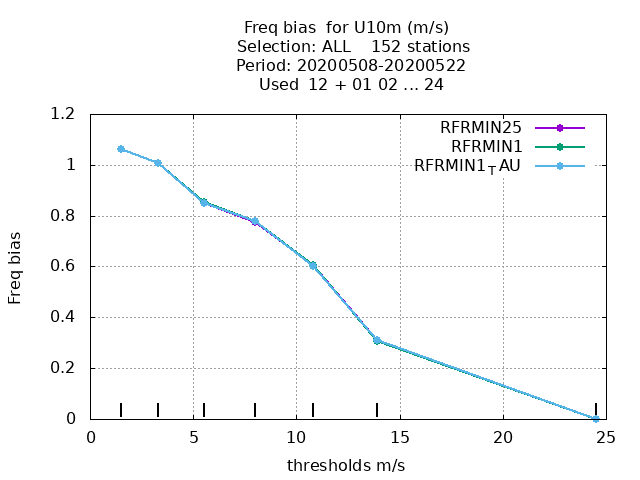 Freq bias  for U10m (m/s)
Selection: ALL    152 stations
Period: 20200508-20200522
Used  12 + 01 02 ... 24
RFRMIN25
RFRMIN1
RFRMIN1TAU
1.2
1
0.8
0.6
0.4
0.2
0
Freq bias
0 5 10 15 20 25
thresholds m/s